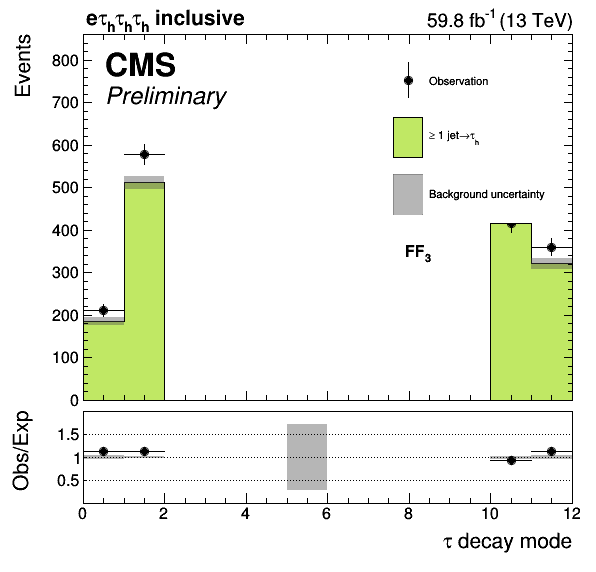 eτhτhτh inclusive
59.8 fb-1 (13 TeV)
Events
CMS
Preliminary
Observation
≥ 1 jet→τh
Background uncertainty
FF3
800
700
600
500
400
300
200
100
0
Obs/Exp
1.5
1
0.5
0 2 4 6 8 10 12
τ decay mode